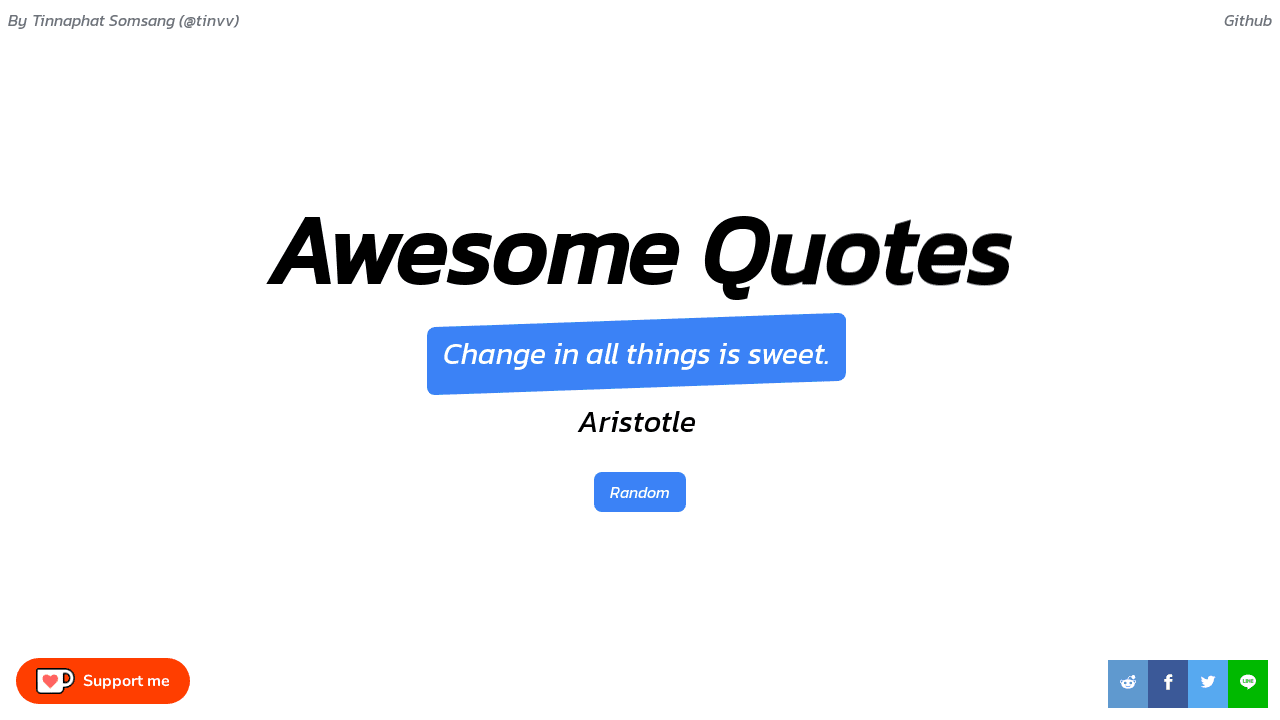 By Tinnaphat Somsang (@tinvv)
Github
Awesome Quotes
Change in all things is sweet.
Aristotle
Random
Support me
LINE